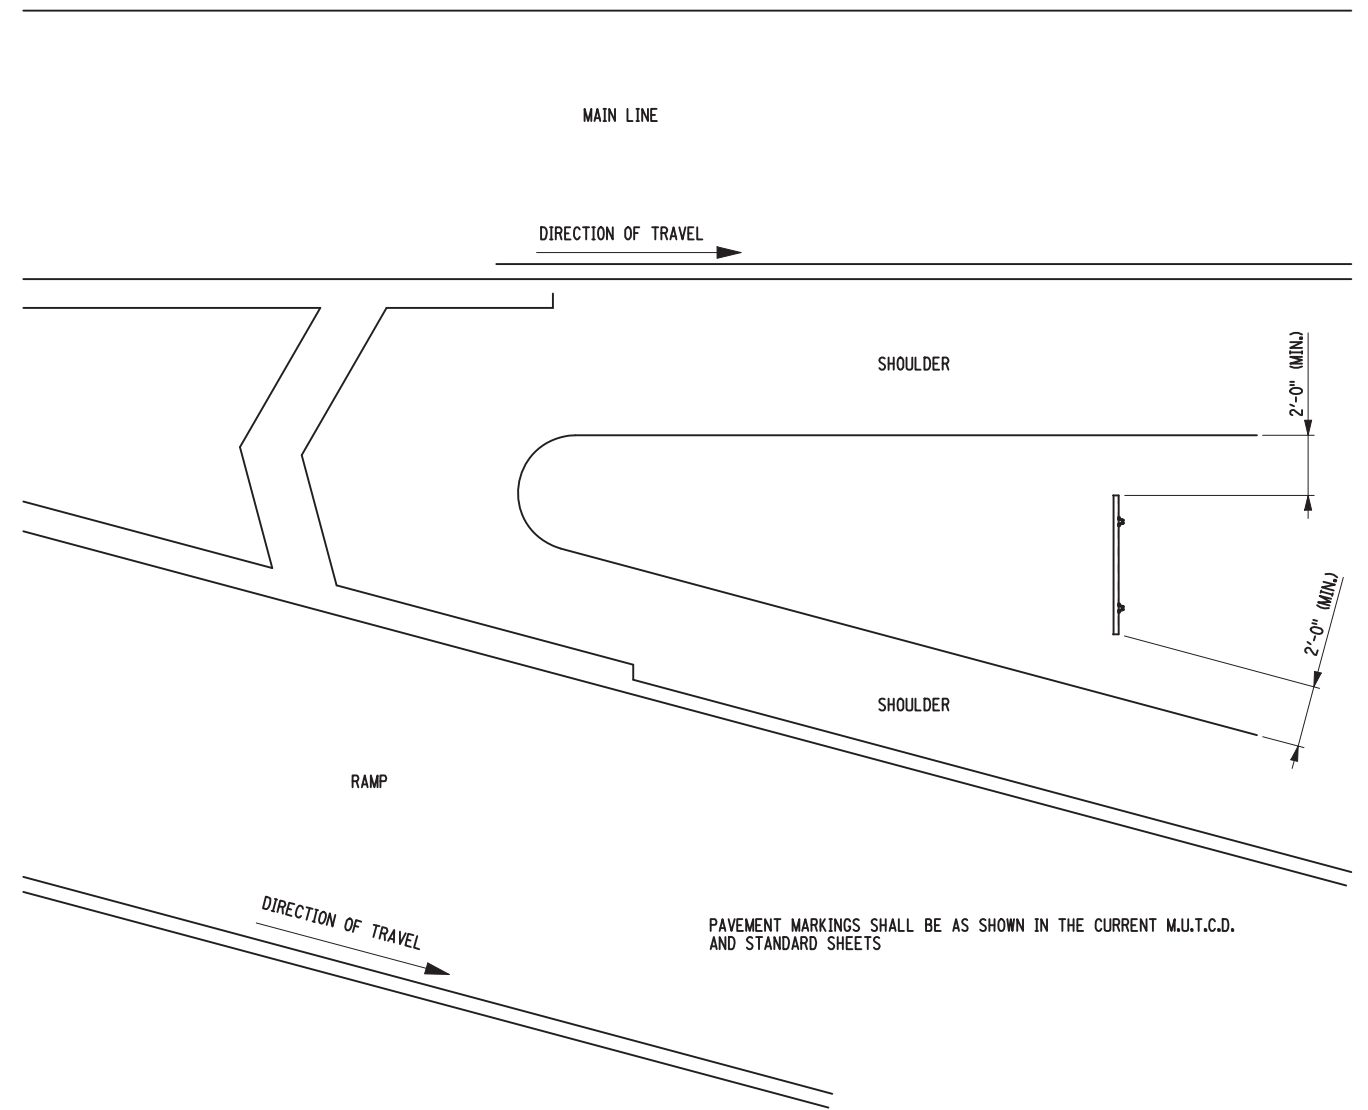 MAIN LINE
DIRECTION OF TRAVEL
SHOULDER
2'-0" (MIN.)
2'-0" (MIN.)
SHOULDER
RAMP
DIRECTION OF TRAVEL
PAVEMENT MARKINGS SHALL BE AS SHOWN IN THE CURRENT M.U.T.C.D.
AND STANDARD SHEETS